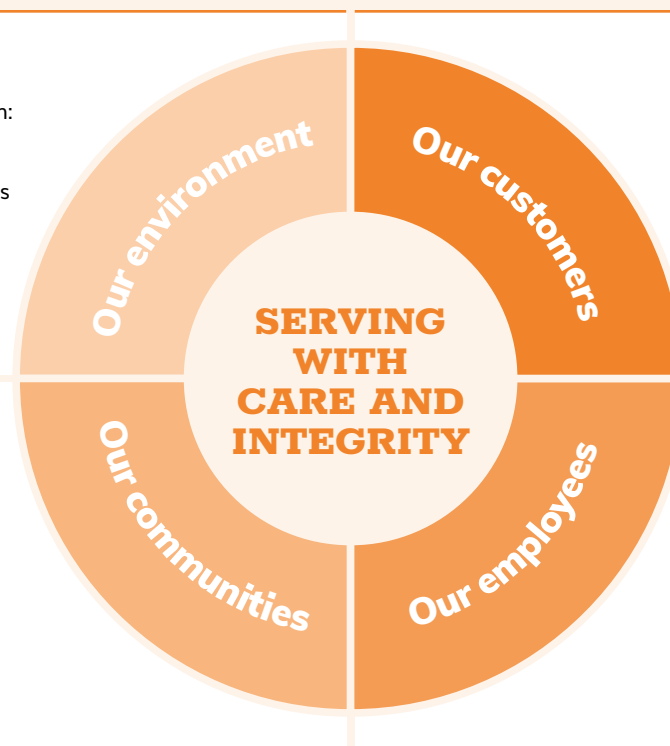 n:
s
Our environment
Our customers
SERVING
WITH
CARE AND
INTEGRITY
Our communities
Our employees